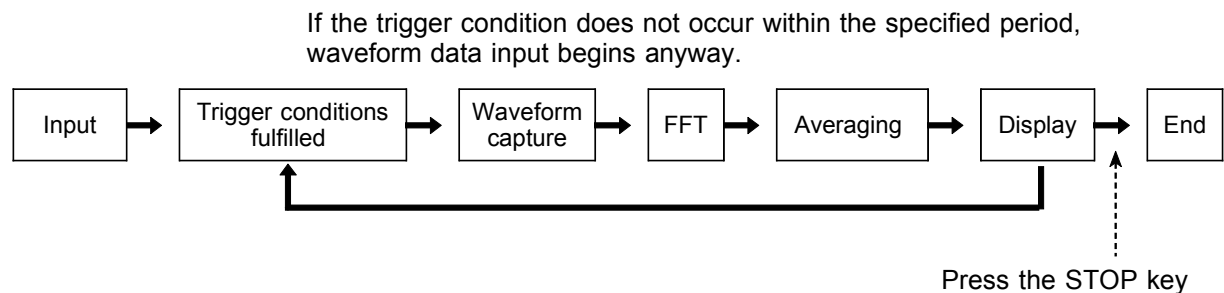 If the trigger condition does not occur within the specified period,
waveform data input begins anyway.
Input
Trigger conditions
fulfilled
Waveform
capture
FFT
Averaging
Display
End
Press the STOP key